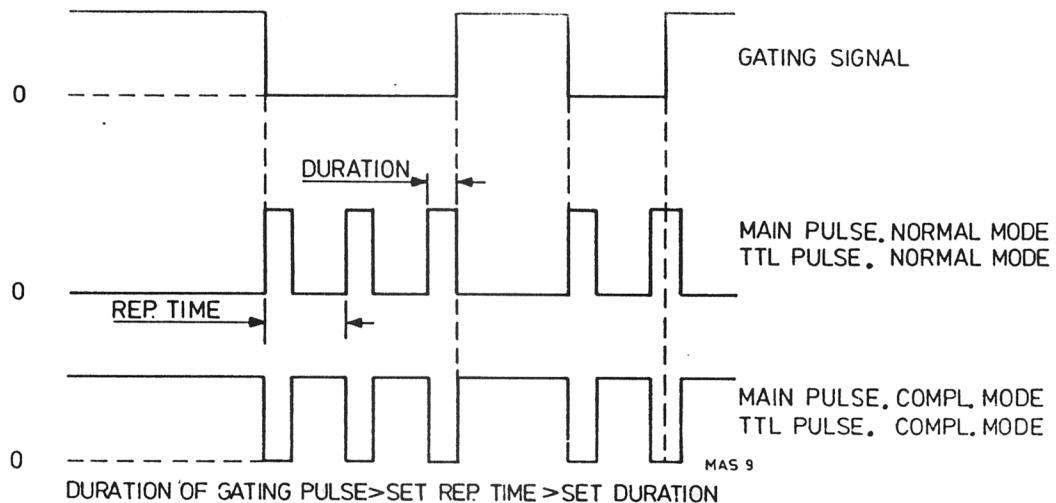 GATING SIGNAL
0
DURATION
MAIN PULSE. NORMAL MODE
TTL PULSE. NORMAL MODE
0
REP. TIME
MAIN PULSE. COMPL. MODE
TTL PULSE. COMPL. MODE
0
MAS 9
DURATION OF GATING PULSE>SET REP. TIME>SET DURATION